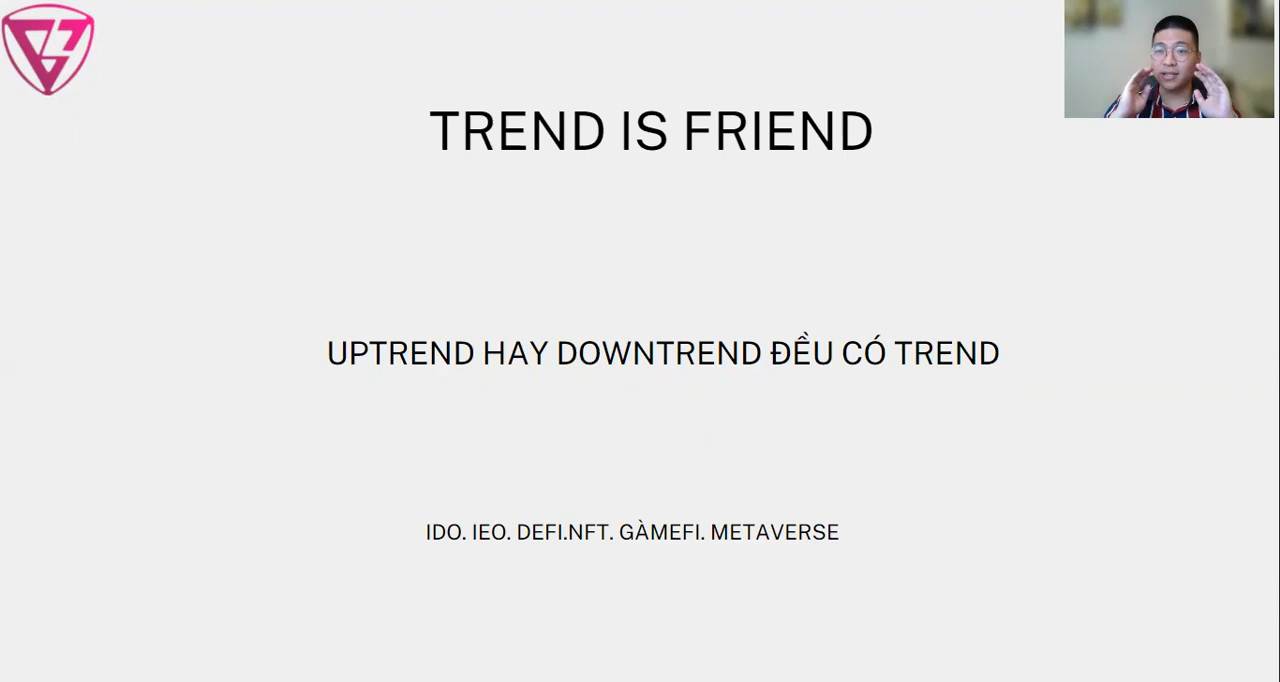 TREND IS FRIEND
UPTREND HAY DOWNTREND ĐỀU CÓ TREND
IDO. IEO. DEFI.NFT. GÀMEFI. METAVERSE